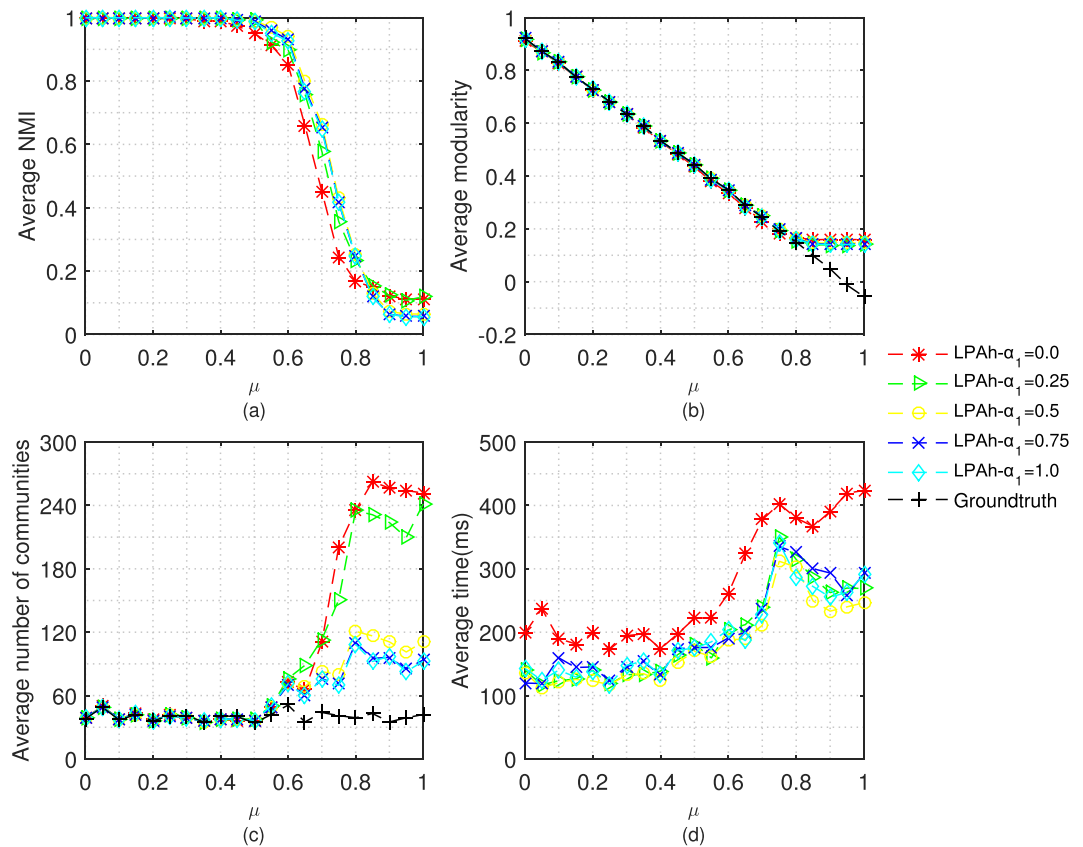 1
0.8
0.6
0.4
0.2
0
Average NMI
0 0.2 0.4 0.6 0.8 1
μ
(a)
1
0.8
0.6
0.4
0.2
0
-0.2
Average modularity
0 0.2 0.4 0.6 0.8 1
μ
(b)
LPAh-α₁=0.0
LPAh-α₁=0.25
LPAh-α₁=0.5
LPAh-α₁=0.75
LPAh-α₁=1.0
Groundtruth
300
240
180
120
60
0
Average number of communities
0 0.2 0.4 0.6 0.8 1
μ
(c)
500
400
300
200
100
0
Average time(ms)
0 0.2 0.4 0.6 0.8 1
μ
(d)